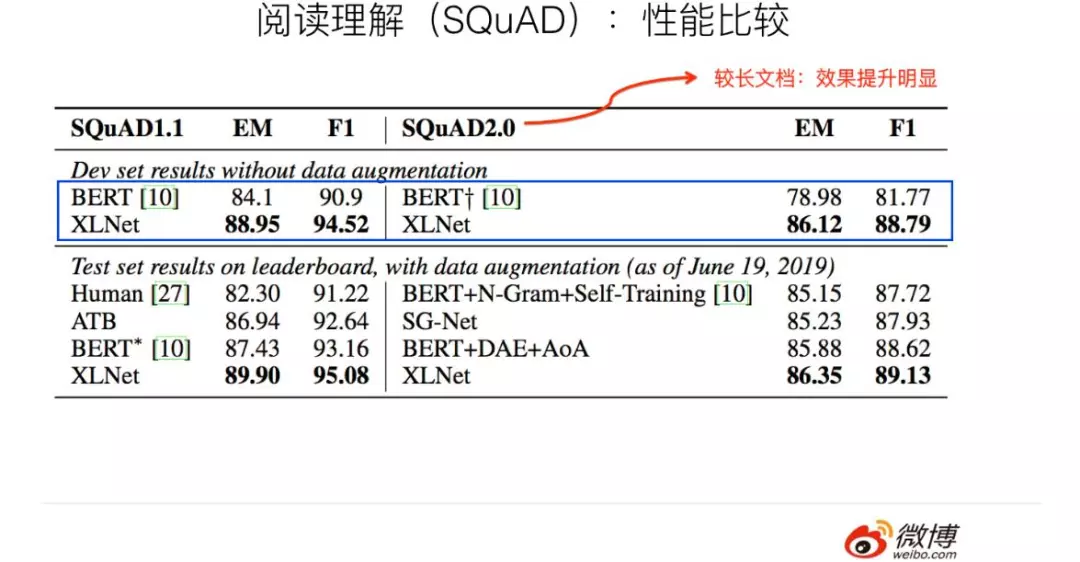 阅读理解（SQuAD）：性能比较
较长文档：效果提升明显
SQuAD1.1 EM F1 SQuAD2.0 EM F1
Dev set results without data augmentation
BERT [10] 84.1 90.9 BERT† [10] 78.98 81.77
XLNet 88.95 94.52 XLNet 86.12 88.79
Test set results on leaderboard, with data augmentation (as of June 19, 2019)
Human [27] 82.30 91.22 BERT+N-Gram+Self-Training [10] 85.15 87.72
ATB 86.94 92.64 SG-Net 85.23 87.93
BERT* [10] 87.43 93.16 BERT+DAE+AoA 85.88 88.62
XLNet 89.90 95.08 XLNet 86.35 89.13
微博
weibo.com